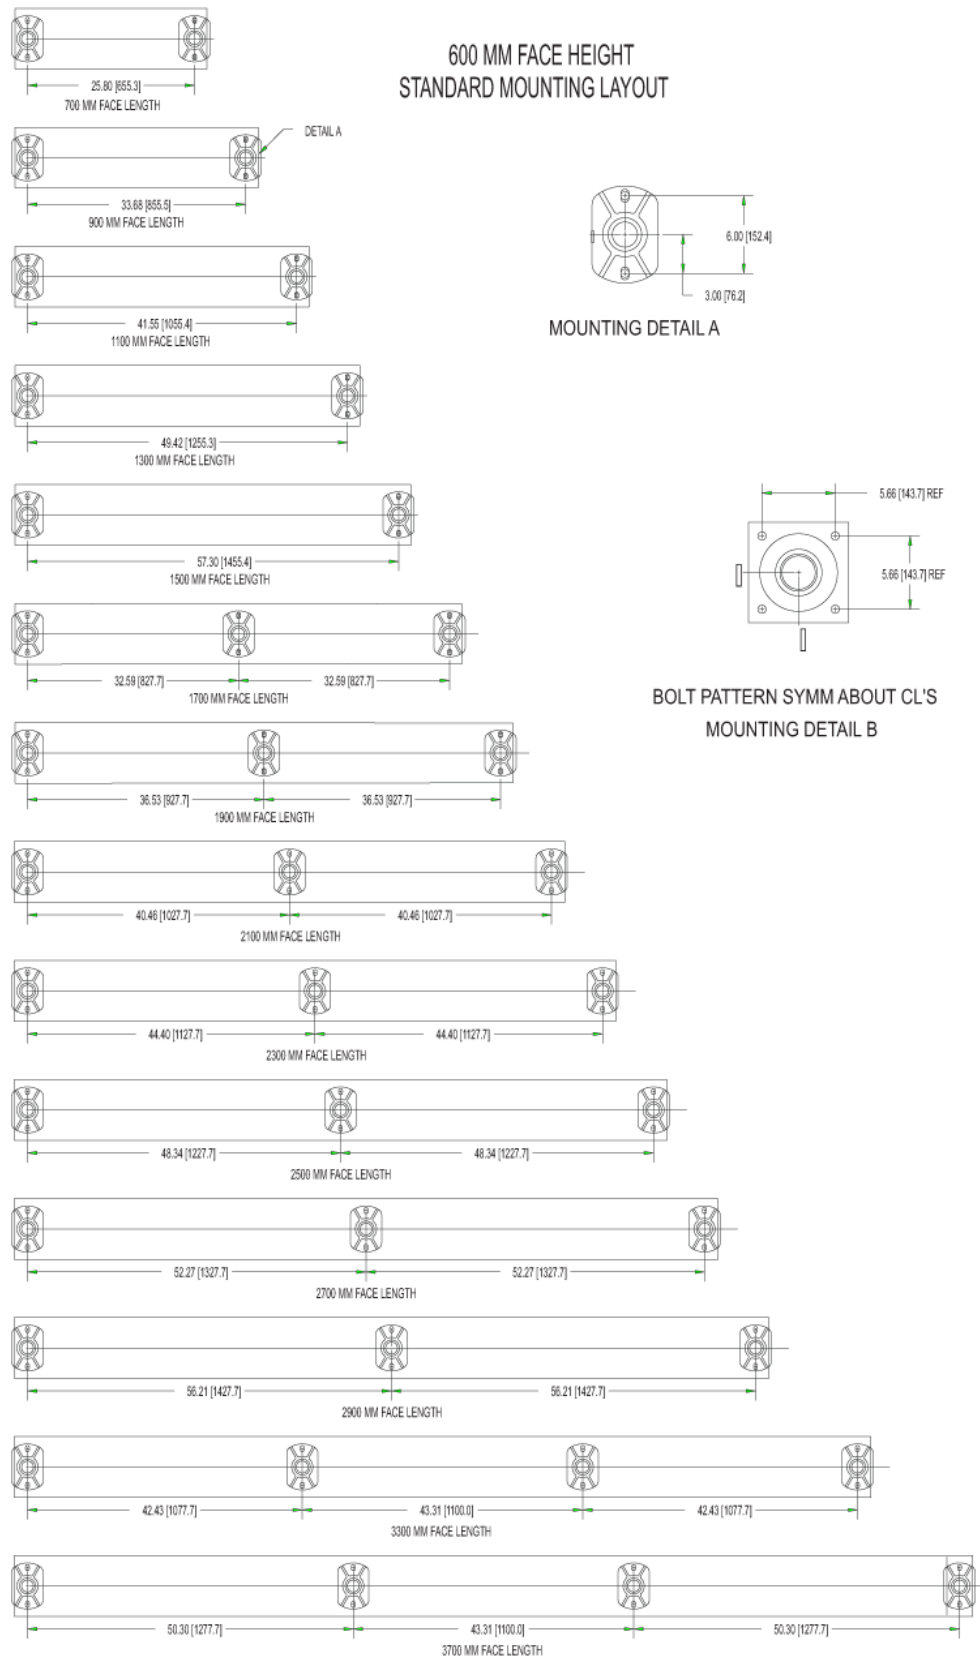 600 MM FACE HEIGHT
STANDARD MOUNTING LAYOUT
25.80 [655.3]
700 MM FACE LENGTH
DETAIL A
33.68 [855.5]
900 MM FACE LENGTH
6.00 [152.4]
3.00 [76.2]
MOUNTING DETAIL A
41.55 [1055.4]
1100 MM FACE LENGTH
49.42 [1255.3]
1300 MM FACE LENGTH
5.66 [143.7] REF
5.66 [143.7] REF
BOLT PATTERN SYMM ABOUT CL'S
MOUNTING DETAIL B
57.30 [1455.4]
1500 MM FACE LENGTH
32.59 [827.7] 32.59 [827.7]
1700 MM FACE LENGTH
36.53 [927.7] 36.53 [927.7]
1900 MM FACE LENGTH
40.46 [1027.7] 40.46 [1027.7]
2100 MM FACE LENGTH
44.40 [1127.7] 44.40 [1127.7]
2300 MM FACE LENGTH
48.34 [1227.7] 48.34 [1227.7]
2500 MM FACE LENGTH
52.27 [1327.7] 52.27 [1327.7]
2700 MM FACE LENGTH
56.21 [1427.7] 56.21 [1427.7]
2900 MM FACE LENGTH
42.43 [1077.7] 43.31 [1100.0] 42.43 [1077.7]
3300 MM FACE LENGTH
50.30 [1277.7] 43.31 [1100.0] 50.30 [1277.7]
3700 MM FACE LENGTH